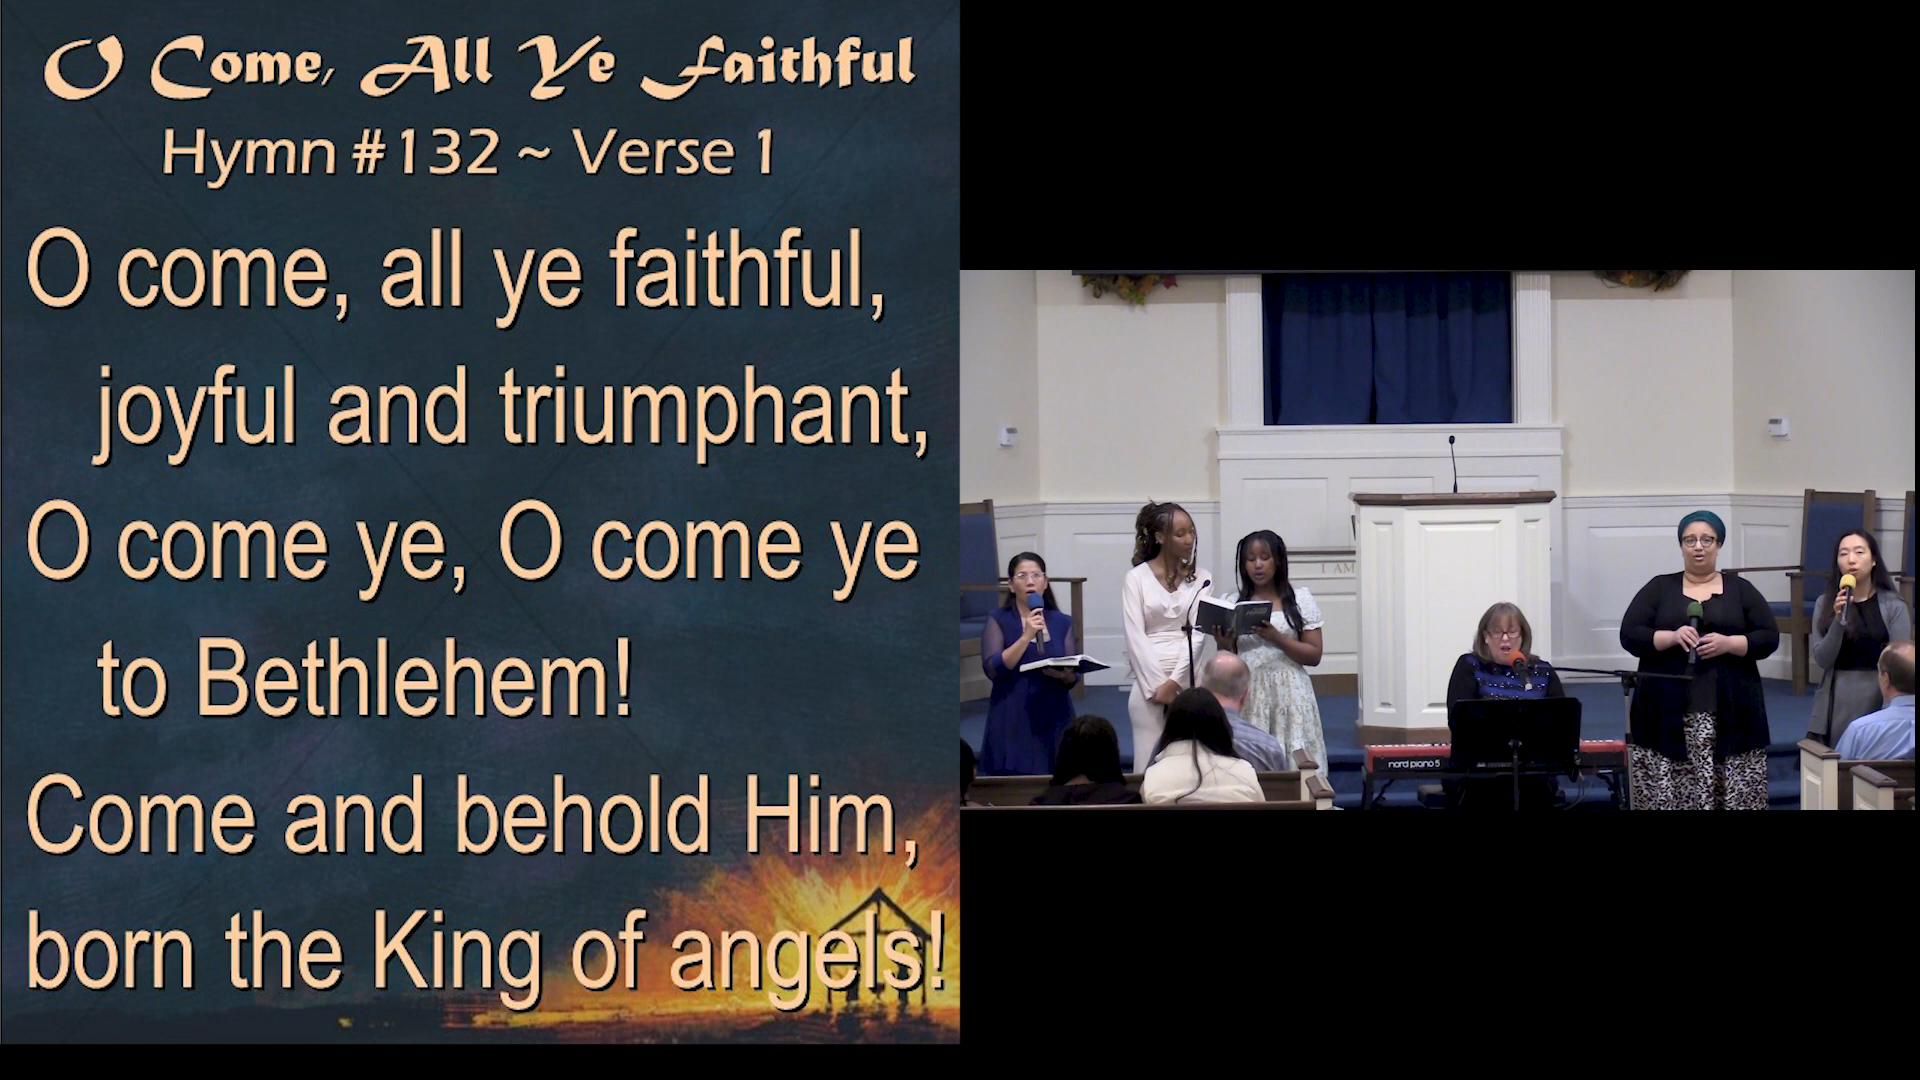 O Come, All Ye Faithful
Hymn #132 ~ Verse 1
O come, all ye faithful,
joyful and triumphant,
O come ye, O come ye
to Bethlehem!
Come and behold Him,
born the King of angels!
I AM
nord piano 5